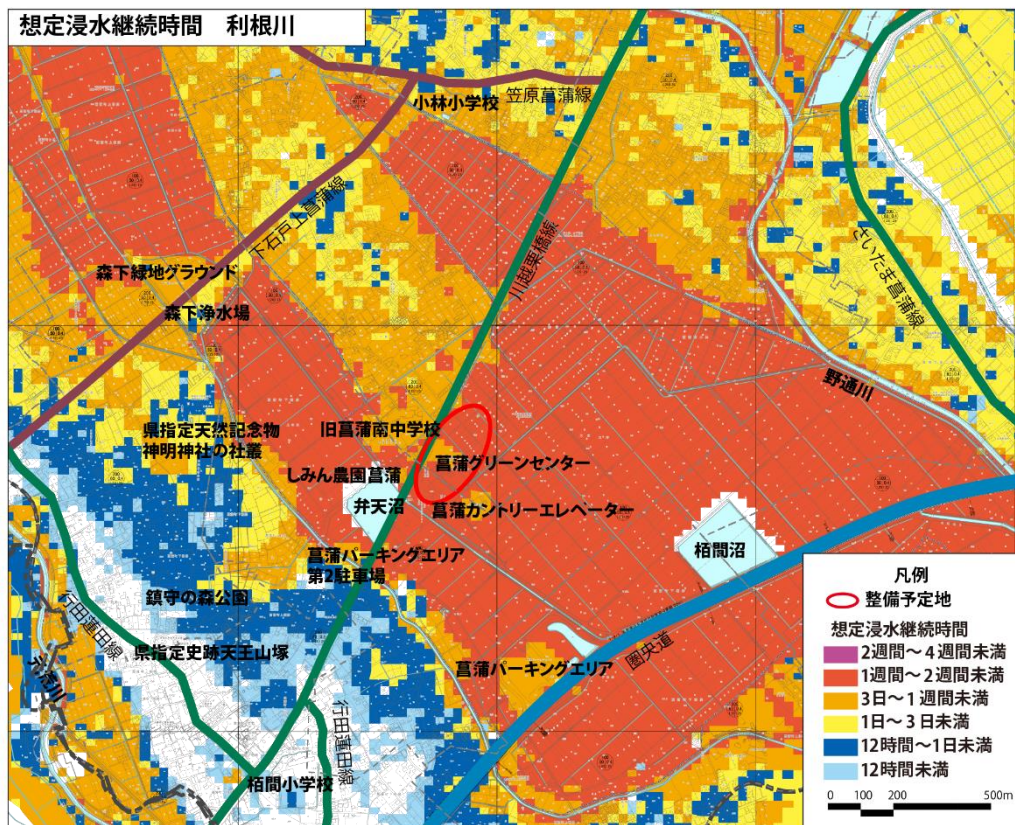 想定浸水継続時間 利根川
小林小学校
笠原菖蒲線
下石戸上菖蒲線
川越栗橋線
さいたま菖蒲線
森下緑地グラウンド
森下浄水場
野通川
県指定天然記念物
神明神社の社叢
旧菖蒲南中学校
しみん農園菖蒲
菖蒲グリーンセンター
弁天沼
菖蒲カントリーエレベーター
栢間沼
菖蒲パーキングエリア
第2駐車場
鎮守の森公園
行田蓮田線
県指定史跡天王山塚
元荒川
菖蒲パーキングエリア
圏央道
行田蓮田線
栢間小学校
凡例
整備予定地
想定浸水継続時間
2週間~4週間未満
1週間~2週間未満
3日~1週間未満
1日~3日未満
12時間~1日未満
12時間未満
0 100 200 500m